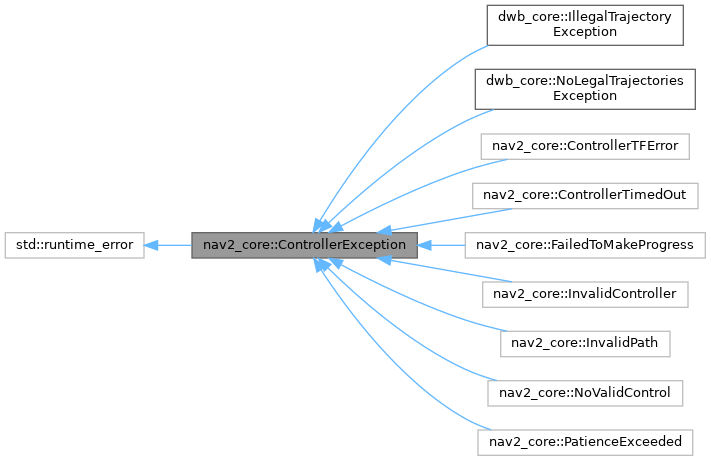 std::runtime_error
nav2_core::ControllerException
dwb_core::IllegalTrajectory
Exception
dwb_core::NoLegalTrajectories
Exception
nav2_core::ControllerTFError
nav2_core::ControllerTimedOut
nav2_core::FailedToMakeProgress
nav2_core::InvalidController
nav2_core::InvalidPath
nav2_core::NoValidControl
nav2_core::PatienceExceeded